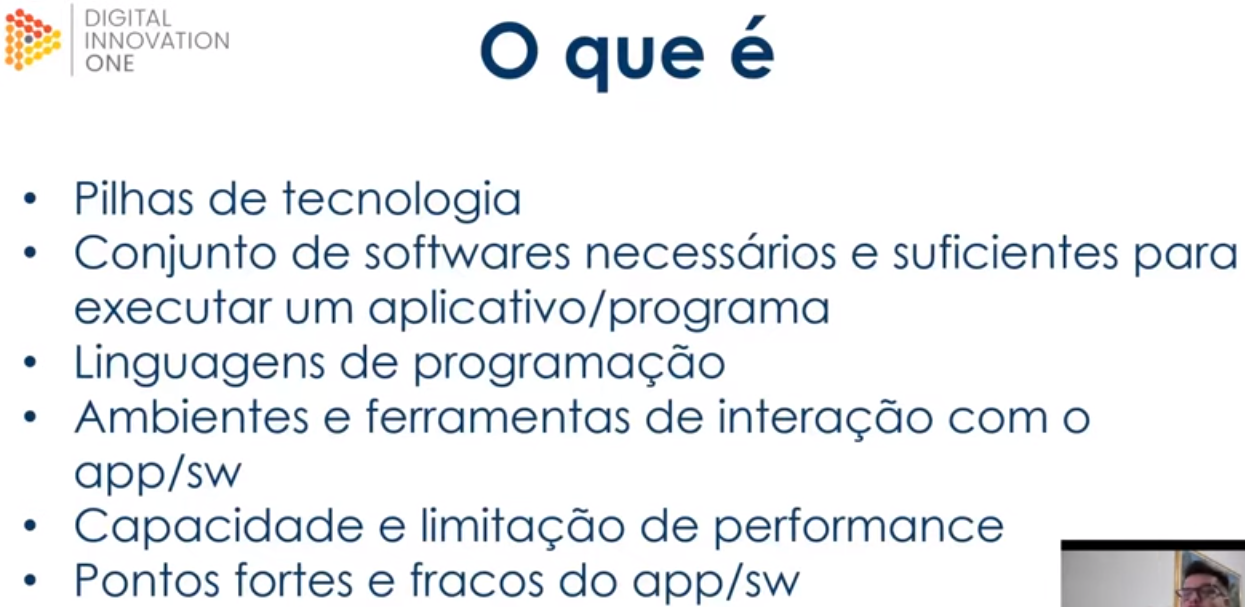 DIGITAL
INNOVATION
ONE
O que é
• Pilhas de tecnologia
• Conjunto de softwares necessários e suficientes para
executar um aplicativo/programa
• Linguagens de programação
• Ambientes e ferramentas de interação com o
app/sw
• Capacidade e limitação de performance
• Pontos fortes e fracos do app/sw